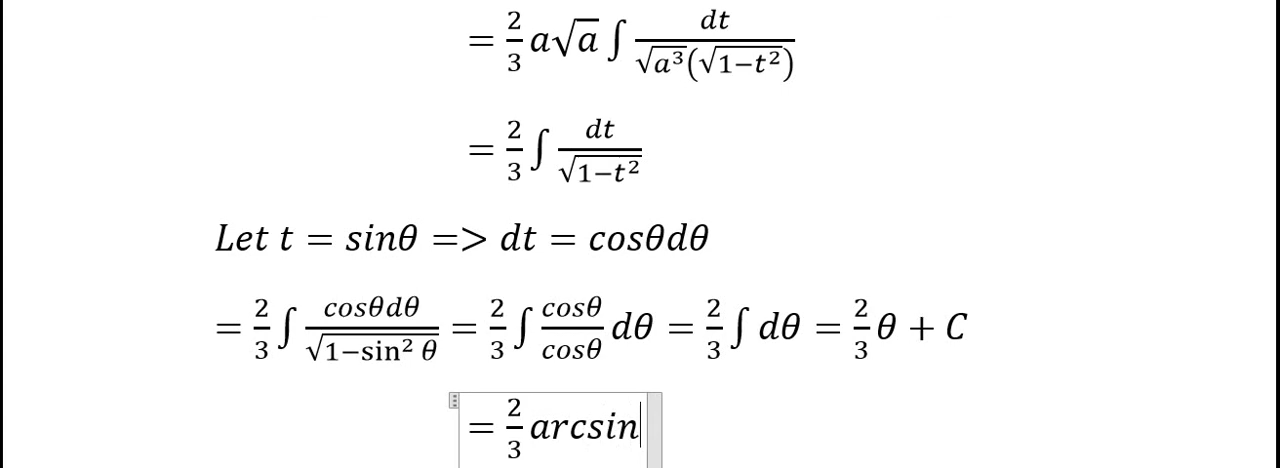 = 2/3 a√a ∫ dt/(√a³(√1−t²))
= 2/3 ∫ dt/√1−t²
Let t = sinθ => dt = cosθdθ
= 2/3 ∫ cosθdθ/√1−sin² θ = 2/3 ∫ cosθ/cosθ dθ = 2/3 ∫ dθ = 2/3 θ + C
= 2/3 arcsin